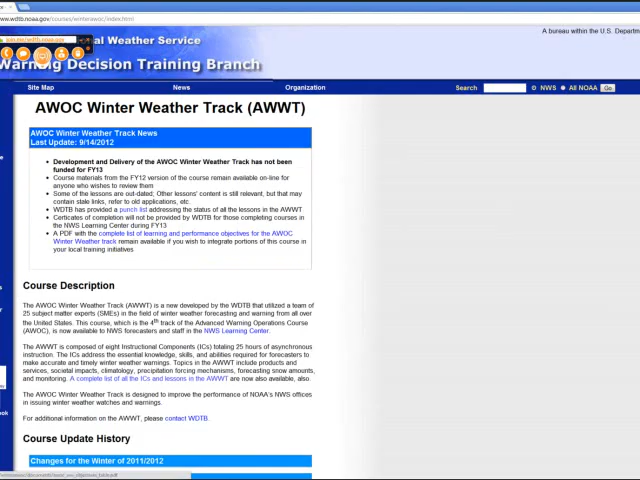 www.wdtb.noaa.gov/courses/winterawoc/index.html
A bureau within the U.S. Departm
al Weather Service
Warning Decision Training Branch
Site Map News Organization Search NWS All NOAA Go
AWOC Winter Weather Track (AWWT)
AWOC Winter Weather Track News
Last Update: 9/14/2012
Development and Delivery of the AWOC Winter Weather Track has not been
funded for FY13
Course materials from the FY12 version of the course remain available on-line for
anyone who wishes to review them
Some of the lessons are out-dated; Other lessons' content is still relevant, but that may
contain stale links, refer to old applications, etc.
WDTB has provided a punch list addressing the status of all the lessons in the AWWT
Certicates of completion will not be provided by WDTB for those completing courses in
the NWS Learning Center during FY13
A PDF with the complete list of learning and performance objectives for the AWOC
Winter Weather track remain available if you wish to integrate portions of this course in
your local training initiatives
Course Description
The AWOC Winter Weather Track (AWWT) is a new developed by the WDTB that utilized a team of
25 subject matter experts (SMEs) in the field of winter weather forecasting and warning from all over
the United States. This course, which is the 4th track of the Advanced Warning Operations Course
(AWOC), is now available to NWS forecasters and staff in the NWS Learning Center.
The AWWT is composed of eight Instructional Components (ICs) totaling 25 hours of asynchronous
instruction. The ICs address the essential knowledge, skills, and abilities required for forecasters to
make accurate and timely winter weather warnings. Topics in the AWWT include products and
services, societal impacts, climatology, precipitation forcing mechanisms, forecasting snow amounts,
and monitoring. A complete list of all the ICs and lessons in the AWWT are now also available, also.
The AWOC Winter Weather Track is designed to improve the performance of NOAA's NWS offices
in issuing winter weather watches and warnings.
For additional information on the AWWT, please contact WDTB.
Course Update History
Changes for the Winter of 2011/2012